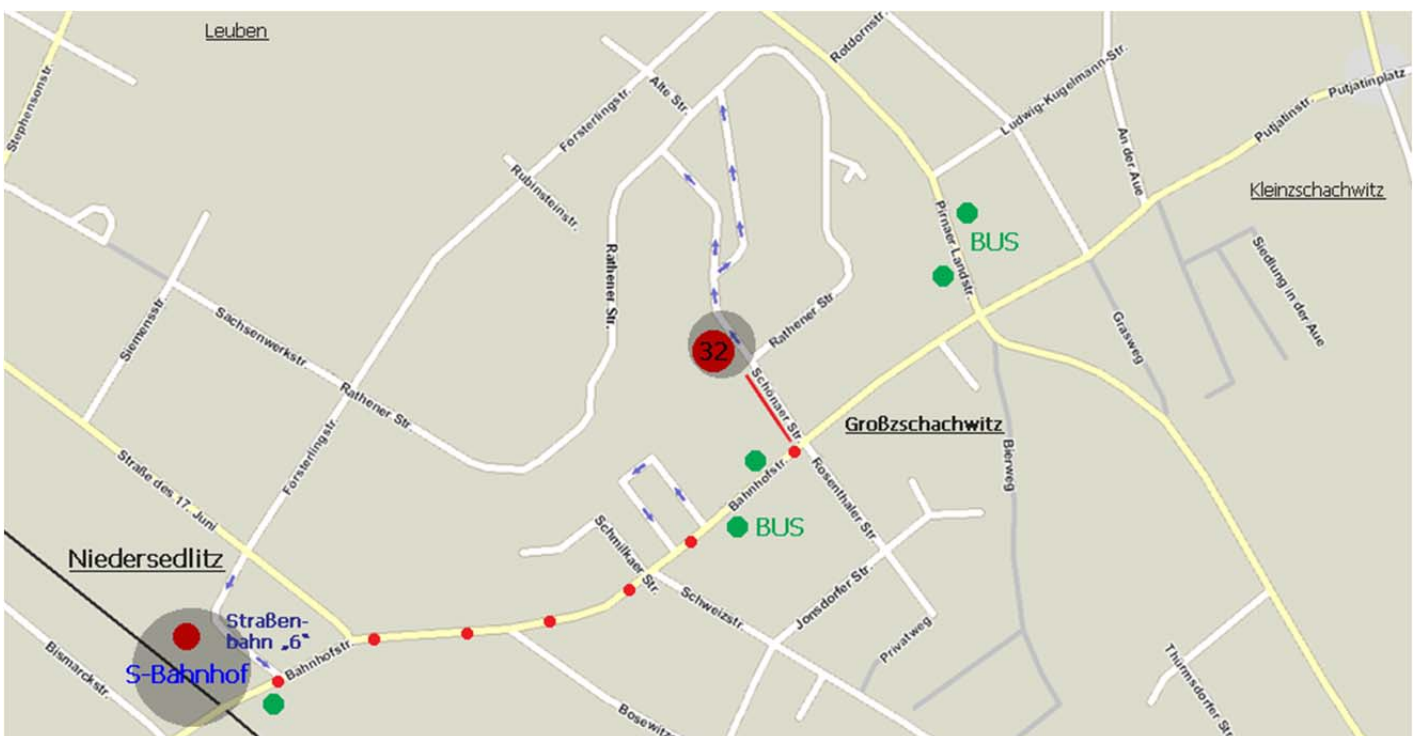 Leuben
Stephensonstr.
Rotdornstr.
Alte Str.
Forsterlingstr.
Ludwig-Kugelmann-Str.
Putjatinplatz
Putjatinstr.
An der Aue
Rubinsteinstr.
Kleinzschachwitz
Pirnaer Landstr.
BUS
Siedlung in der Aue
Rathener Str.
Siemensstr.
Sachsenwerkstr.
Rathener Str
Grasweg
32
Schönaer Str.
Rathener Str.
Großzschachwitz
Forsterlingstr.
Straße des 17. Juni
Bahnhofstr.
Rosenthaler Str
Bierweg
BUS
Niedersedlitz
Schmilkaer Str.
Schweizstr.
Jonsdorfer Str.
Straßen-
bahn „6“
Privatweg
Bismarckstr.
S-Bahnhof
Bahnhofstr.
Thürmsdorfer Str
Bosewitz